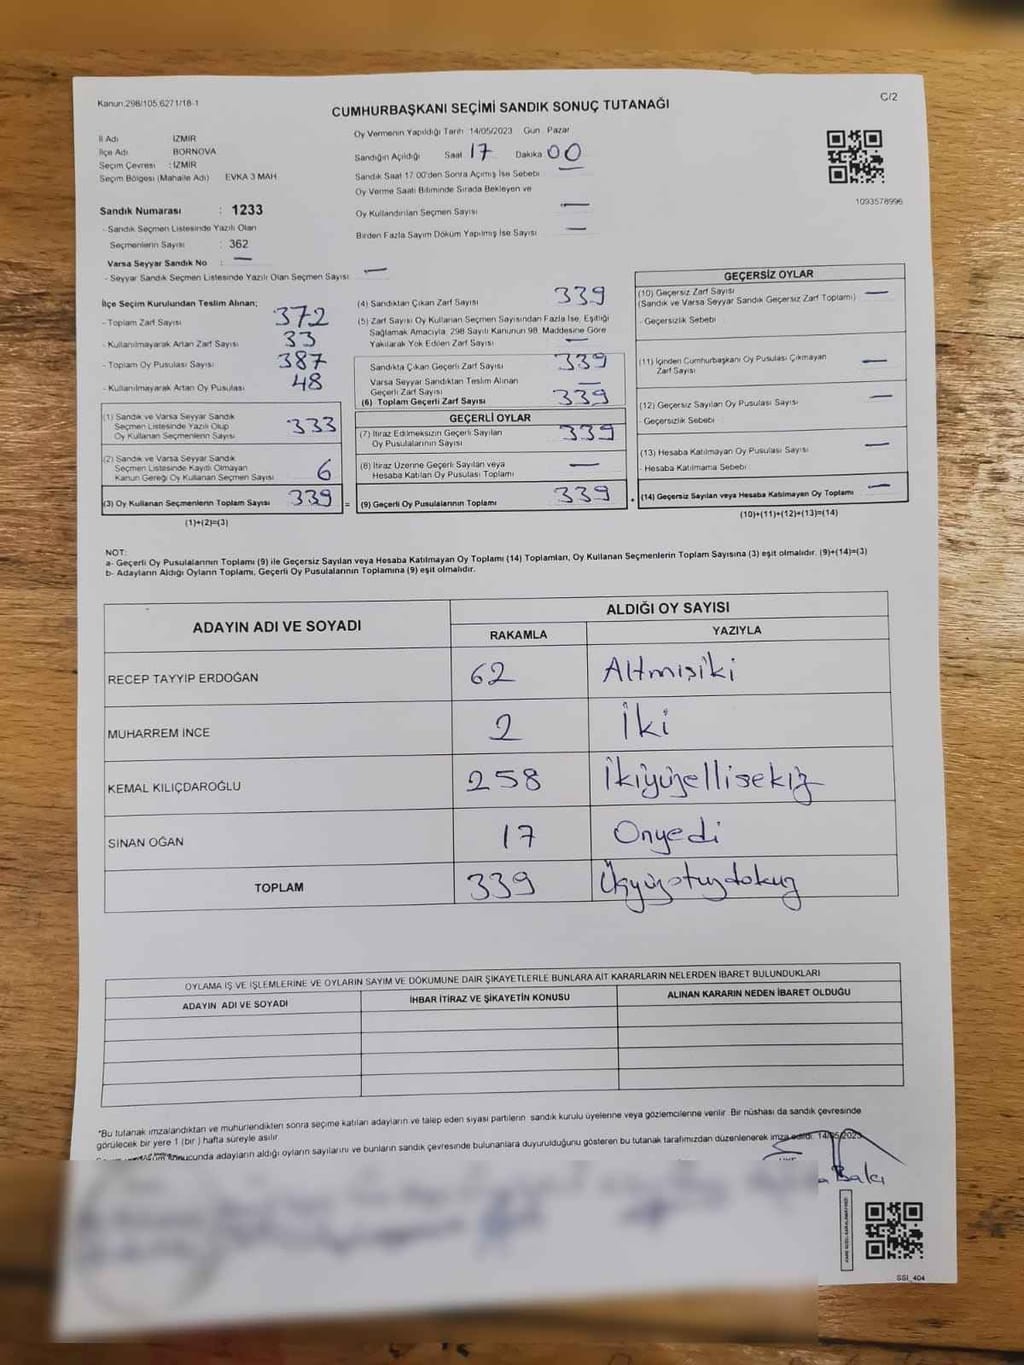 Kanun:298/105,6271/18-1
C/2
CUMHURBAŞKANI SEÇİMİ SANDIK SONUÇ TUTANAĞI
İl Adı İZMİR
İlçe Adı BORNOVA
Seçim Çevresi : İZMİR
Seçim Bölgesi (Mahalle Adı) EVKA 3 MAH
Sandık Numarası : 1233
- Sandık Seçmen Listesinde Yazılı Olan
Seçmenlerin Sayısı : 362
Varsa Seyyar Sandık No : —
- Seyyar Sandık Seçmen Listesinde Yazılı Olan Seçmen Sayısı : —
Oy Vermenin Yapıldığı Tarih 14/05/2023 Gün Pazar
Sandığın Açıldığı Saat 17 Dakika 00
Sandık Saat 17.00'den Sonra Açımış İse Sebebi —
Oy Verme Saati Bitiminde Sırada Bekleyen ve
Oy Kullandırılan Seçmen Sayısı —
Birden Fazla Sayım Döküm Yapılmış İse Sayısı —
1093578996
İlçe Seçim Kurulundan Teslim Alınan;
- Toplam Zarf Sayısı 372
- Kullanılmayarak Artan Zarf Sayısı 33
- Toplam Oy Pusulası Sayısı 387
- Kullanılmayarak Artan Oy Pusulası 48
(1) Sandık ve Varsa Seyyar Sandık
Seçmen Listesinde Yazılı Olup
Oy Kullanan Seçmenlerin Sayısı 333
(2) Sandık ve Varsa Seyyar Sandık
Seçmen Listesinde Kayıtlı Olmayan
Kanun Gereği Oy Kullanan Seçmen Sayısı 6
(3) Oy Kullanan Seçmenlerin Toplam Sayısı 339 =
(1)+(2)=(3)
(4) Sandıktan Çıkan Zarf Sayısı 339
(5) Zarf Sayısı Oy Kullanan Seçmen Sayısından Fazla İse, Eşitliği
Sağlamak Amacıyla, 298 Sayılı Kanunun 98. Maddesine Göre
Yakılarak Yok Edilen Zarf Sayısı —
Sandıkta Çıkan Geçerli Zarf Sayısı 339
Varsa Seyyar Sandıktan Teslim Alınan
Geçerli Zarf Sayısı —
(6) Toplam Geçerli Zarf Sayısı 339
GEÇERLİ OYLAR
(7) İtiraz Edilmeksizin Geçerli Sayılan
Oy Pusulalarının Sayısı 339
(8) İtiraz Üzerine Geçerli Sayılan veya
Hesaba Katılan Oy Pusulası Toplamı —
(9) Geçerli Oy Pusulalarının Toplamı 339 +
GEÇERSİZ OYLAR
(10) Geçersiz Zarf Sayısı —
(Sandık ve Varsa Seyyar Sandık Geçersiz Zarf Toplamı)
- Geçersizlik Sebebi
(11) İçinden Cumhurbaşkanı Oy Pusulası Çıkmayan
Zarf Sayısı —
(12) Geçersiz Sayılan Oy Pusulası Sayısı —
- Geçersizlik Sebebi
(13) Hesaba Katılmayan Oy Pusulası Sayısı —
- Hesaba Katılmama Sebebi
(14) Geçersiz Sayılan veya Hesaba Katılmayan Oy Toplamı —
(10)+(11)+(12)+(13)=(14)
NOT:
a- Geçerli Oy Pusulalarının Toplamı (9) ile Geçersiz Sayılan veya Hesaba Katılmayan Oy Toplamı (14) Toplamları, Oy Kullanan Seçmenlerin Toplam Sayısına (3) eşit olmalıdır. (9)+(14)=(3)
b- Adayların Aldığı Oyların Toplamı, Geçerli Oy Pusulalarının Toplamına (9) eşit olmalıdır.
ADAYIN ADI VE SOYADI ALDIĞI OY SAYISI
RAKAMLA YAZIYLA
RECEP TAYYİP ERDOĞAN 62 Altmışiki
MUHARREM İNCE 2 İki
KEMAL KILIÇDAROĞLU 258 İkiyüzellisekiz
SİNAN OĞAN 17 Onyedi
TOPLAM 339 Üçyüzotuzdokuz
OYLAMA İŞ VE İŞLEMLERİNE VE OYLARIN SAYIM VE DÖKÜMÜNE DAİR ŞİKAYETLERLE BUNLARA AİT KARARLARIN NELERDEN İBARET BULUNDUKLARI
ADAYIN ADI VE SOYADI İHBAR İTİRAZ VE ŞİKAYETİN KONUSU ALINAN KARARIN NEDEN İBARET OLDUĞU
*Bu tutanak imzalandıktan ve mühürlendikten sonra seçime katılan adayların ve talep eden siyasi partilerin sandık kurulu üyelerine veya gözlemcilerine verilir. Bir nüshası da sandık çevresinde
görülecek bir yere 1 (bir) hafta süreyle asılır.
ucunda adayların aldığı oyların sayılarını ve bunların sandık çevresinde bulunanlara duyurulduğunu gösteren bu tutanak tarafımızdan düzenlenerek imza edildi. 14/05/2023
a Balcı
SSI_404